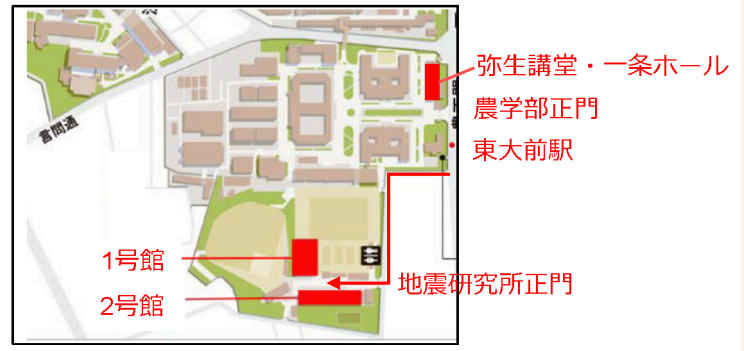 弥生講堂・一条ホール
農学部正門
東大前駅
言問通
1号館
地震研究所正門
2号館